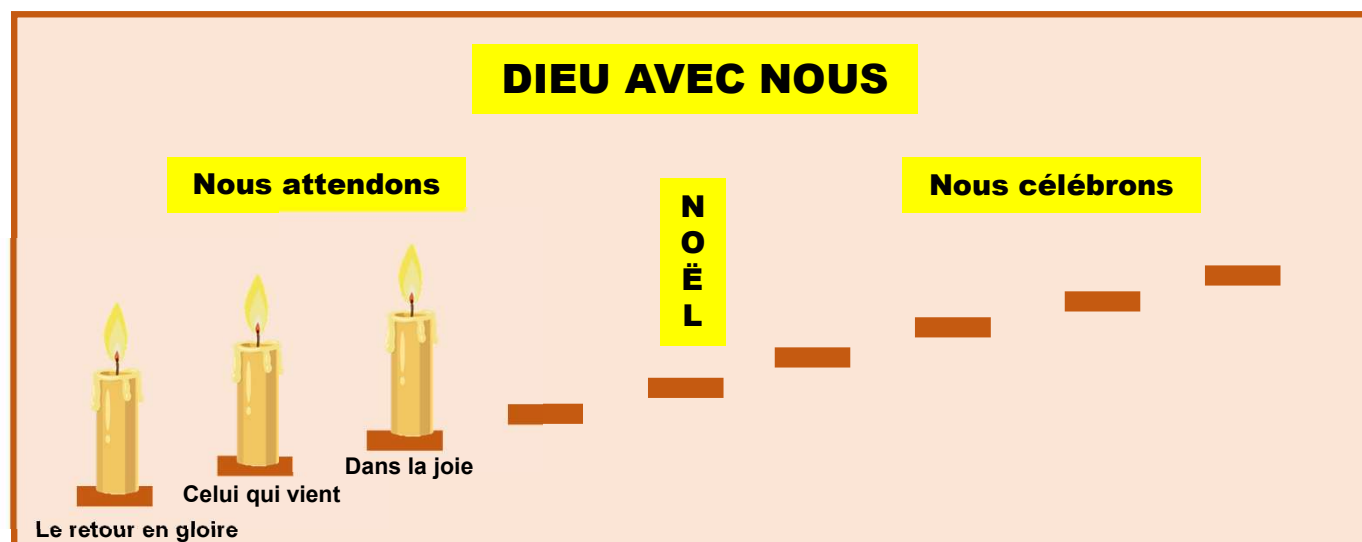 DIEU AVEC NOUS
Nous attendons
N
O
Ë
L
Nous célébrons
Dans la joie
Celui qui vient
Le retour en gloire